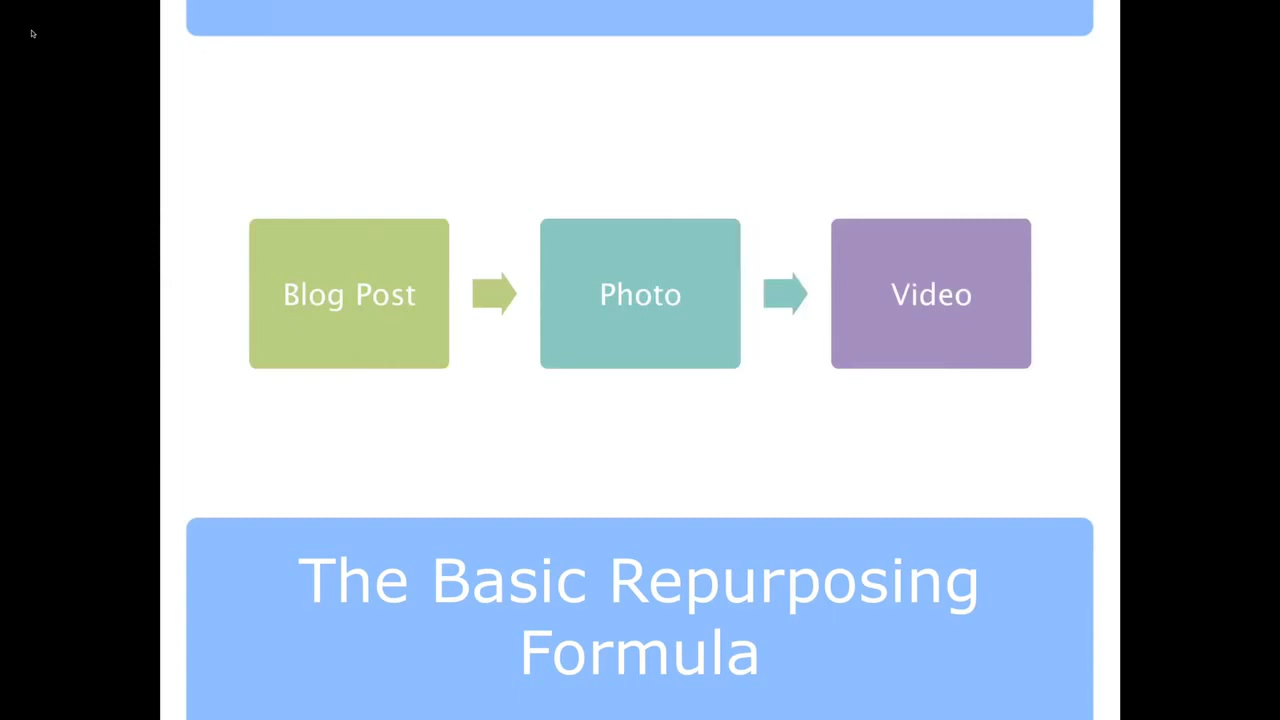 Blog Post
Photo
Video
The Basic Repurposing
Formula